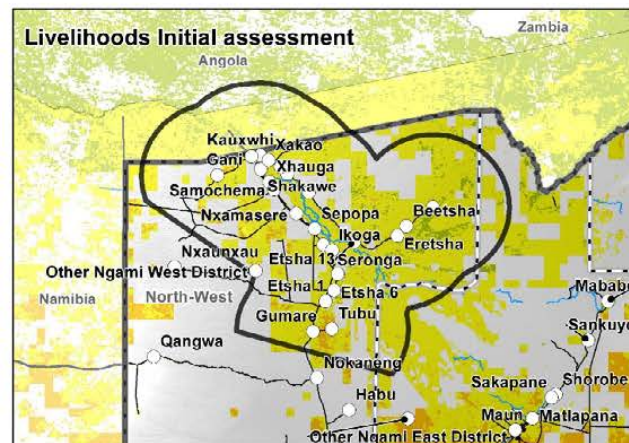 Livelihoods Initial assessment
Zambia
Angola
Kauxwhi
Xakao
Gani
Xhauga
Samochema
Shakawe
Nxamasere
Sepopa
Beetsha
Ikoga
Eretsha
Nxaunxau
Etsha 13
Seronga
Other Ngami West District
Etsha 1
Etsha 6
Namibia
North-West
Mababe
Gumare
Tubu
Sankuyo
Qangwa
Nokaneng
Sakapane
Shorobe
Habu
Maun
Matlapana
Other Ngami East District